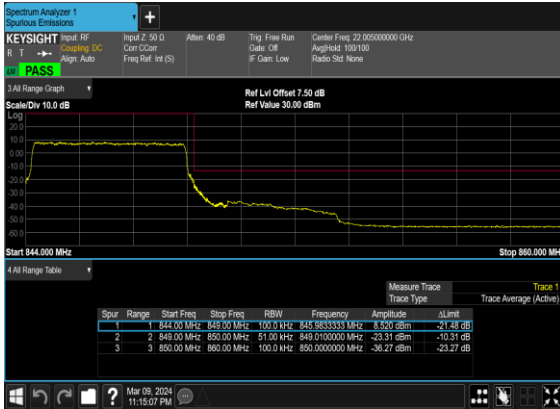 Spectrum Analyzer 1
Spurious Emissions
KEYSIGHT
R T
PASS
Input: RF
Coupling: DC
Align: Auto
Input Z: 50 Ω
Corr CCorr
Freq Ref: Int (S)
Atten: 40 dB
Trig: Free Run
Gate: Off
IF Gain: Low
Center Freq: 22.005000000 GHz
Avg|Hold: 100/100
Radio Std: None
3 All Range Graph
Scale/Div 10.0 dB
Ref Lvl Offset 7.50 dB
Ref Value 30.00 dBm
Log
20.0
10.0
0.00
-10.0
-20.0
-30.0
-40.0
-50.0
-60.0
Start 844.000 MHz
Stop 860.000 MHz
4 All Range Table
Measure Trace Trace 1
Trace Type Trace Average (Active)
Spur Range Start Freq Stop Freq RBW Frequency Amplitude ΔLimit
1 1 844.00 MHz 849.00 MHz 100.0 kHz 845.9833333 MHz 8.520 dBm -21.48 dB
2 2 849.00 MHz 850.00 MHz 51.00 kHz 849.0100000 MHz -23.31 dBm -10.31 dB
3 3 850.00 MHz 860.00 MHz 100.0 kHz 850.0000000 MHz -36.27 dBm -23.27 dB
Mar 09, 2024
11:15:07 PM